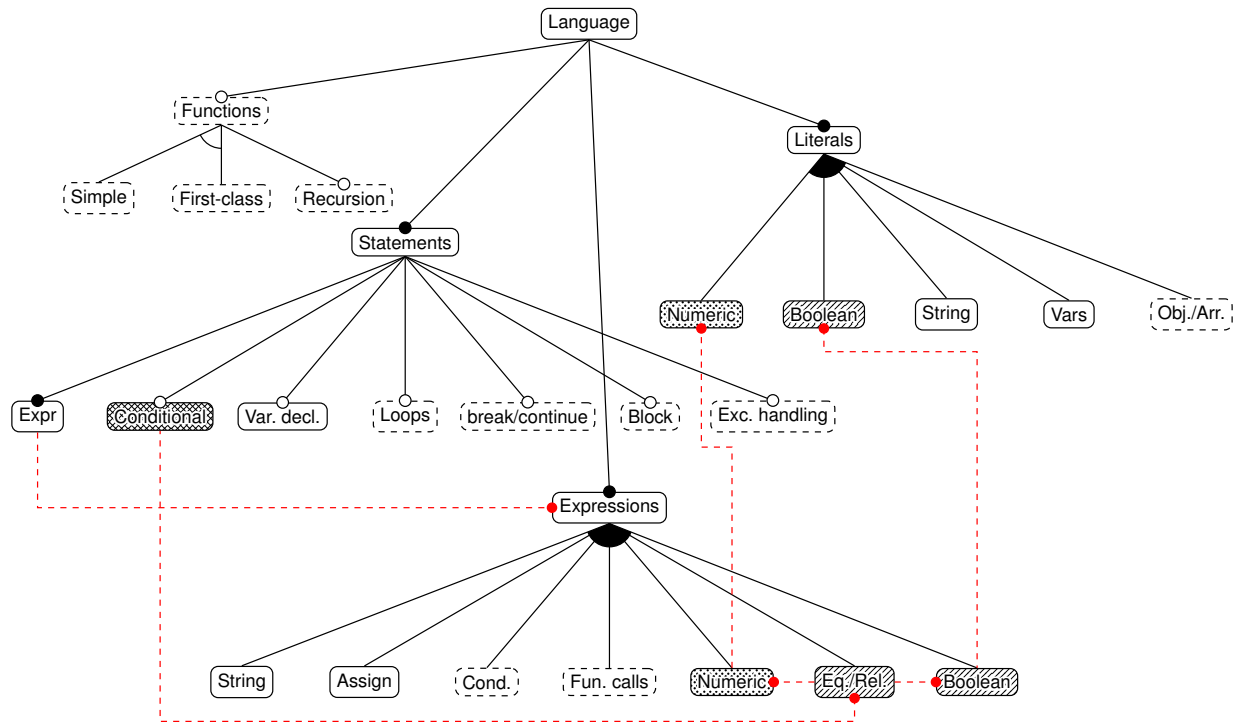 Language
Functions
Literals
Simple
First-class
Recursion
Statements
Numeric
Boolean
String
Vars
Obj./Arr.
Expr
Conditional
Var. decl.
Loops
break/continue
Block
Exc. handling
Expressions
String
Assign
Cond.
Fun. calls
Numeric
Eq./Rel.
Boolean